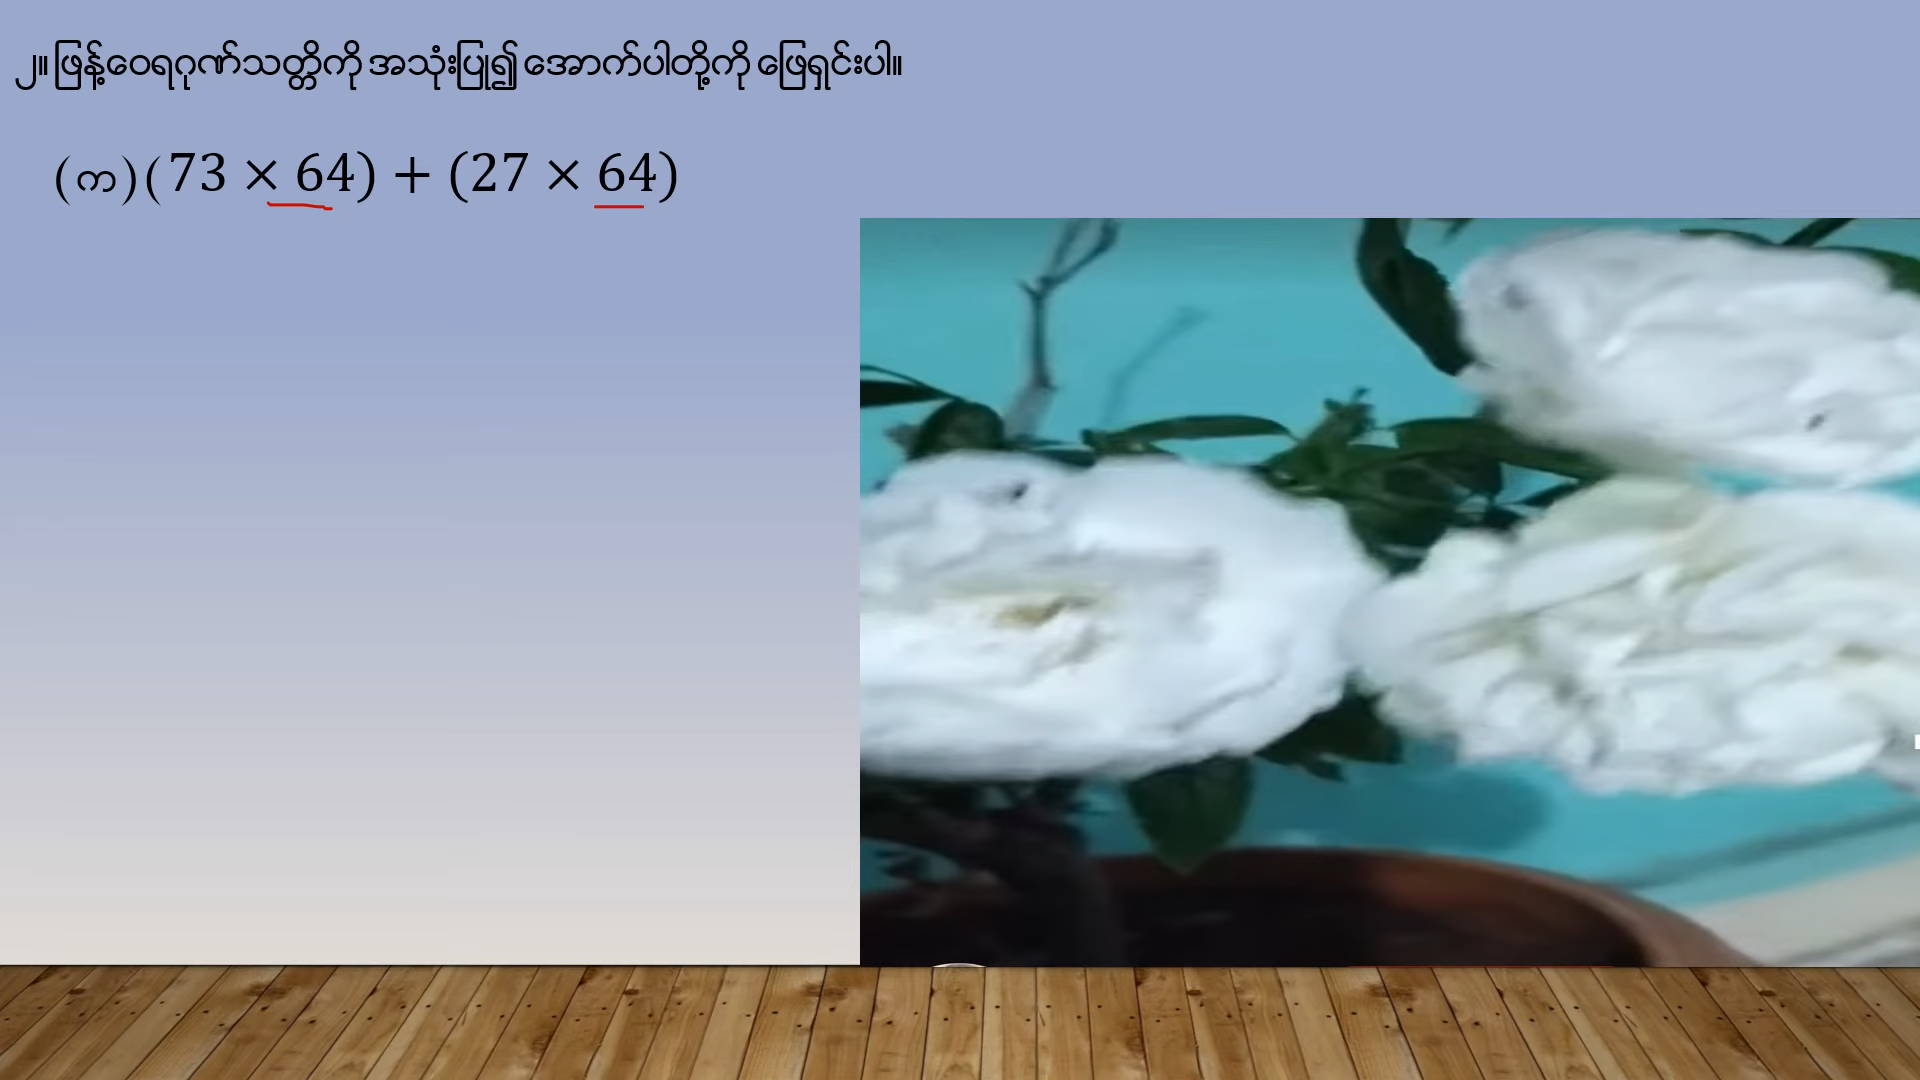 ၂။ ဖြန့်ဝေရဂုဏ်သတ္တိကို အသုံးပြု၍ အောက်ပါတို့ကို ဖြေရှင်းပါ။
(က)(73 × 64) + (27 × 64)